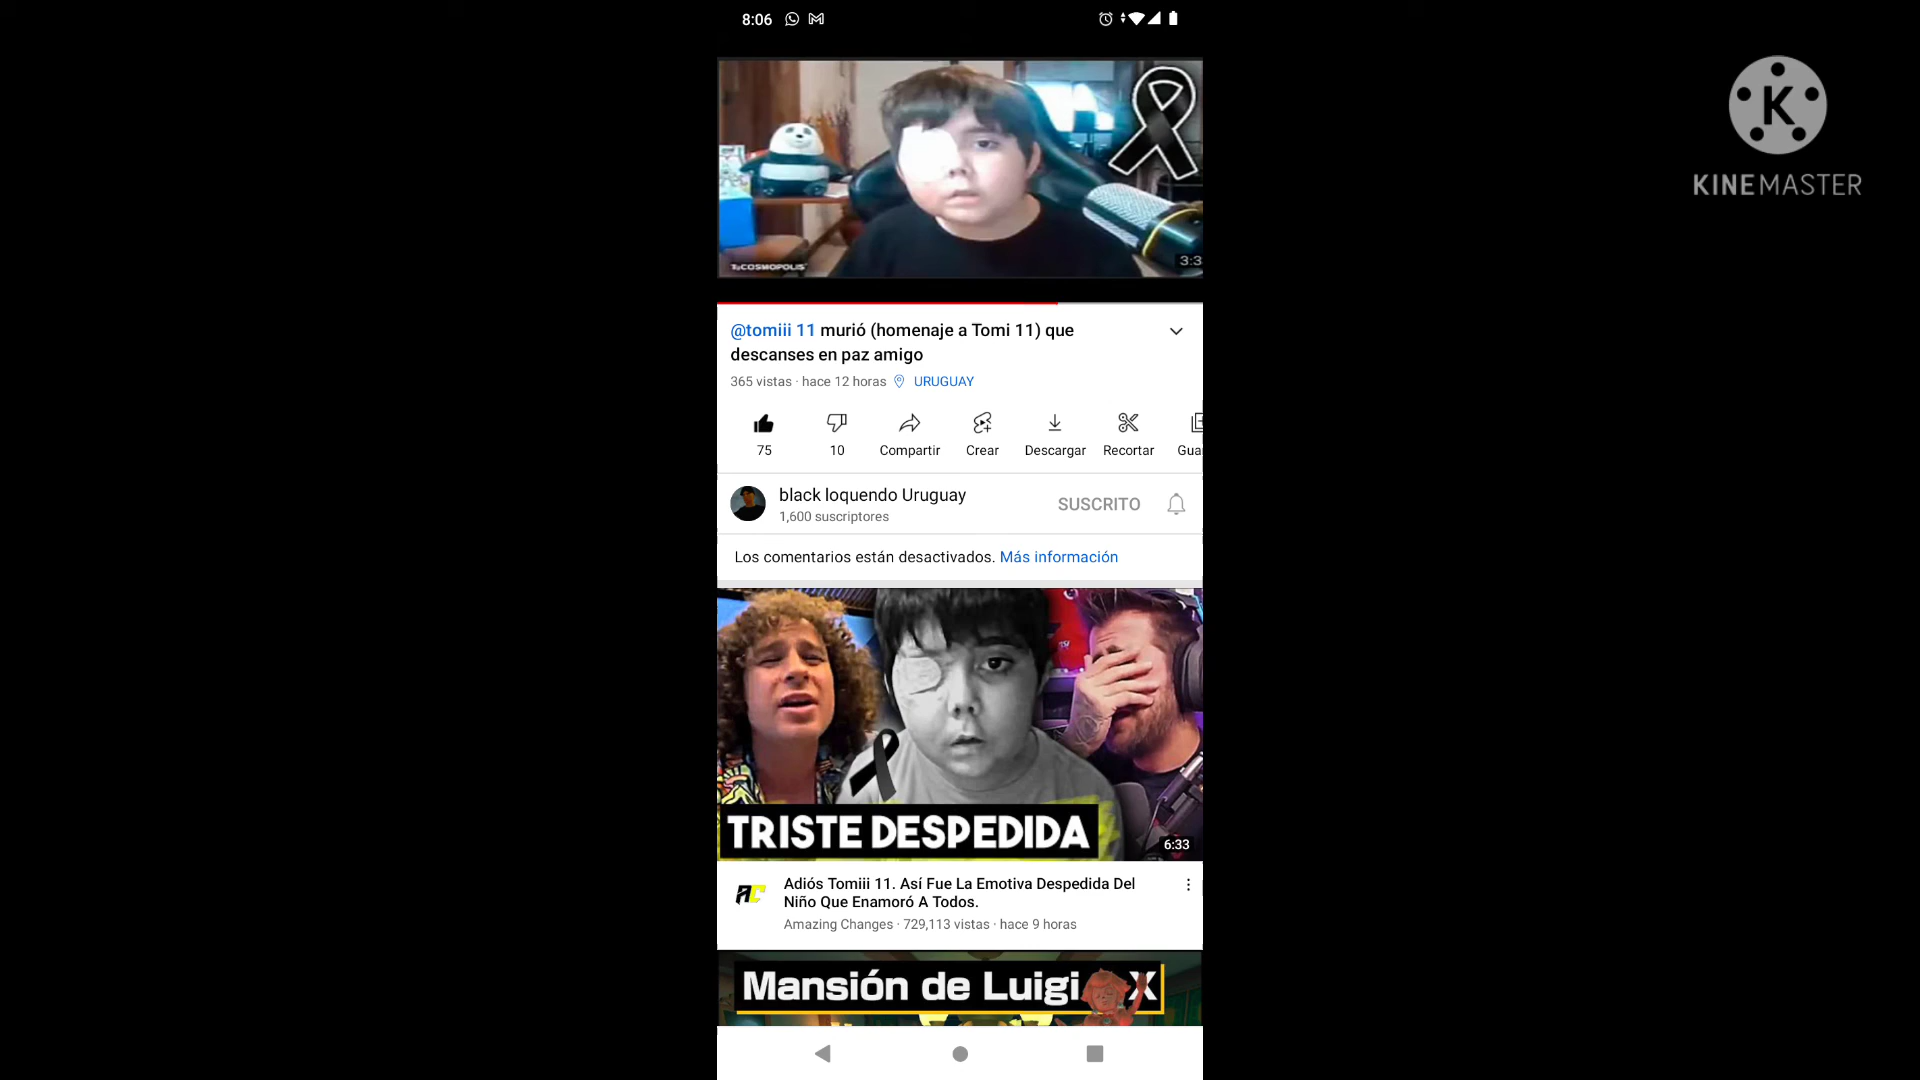 8:06
KINEMASTER
TuCOSMOPOLIS
3:3
@tomiii 11 murió (homenaje a Tomi 11) que
descanses en paz amigo
365 vistas · hace 12 horas URUGUAY
75 10 Compartir Crear Descargar Recortar Gua
black loquendo Uruguay
1,600 suscriptores
SUSCRITO
Los comentarios están desactivados. Más información
TRISTE DESPEDIDA
6:33
AC
Adiós Tomiii 11. Así Fue La Emotiva Despedida Del
Niño Que Enamoró A Todos.
Amazing Changes · 729,113 vistas · hace 9 horas
Mansión de Luigi X